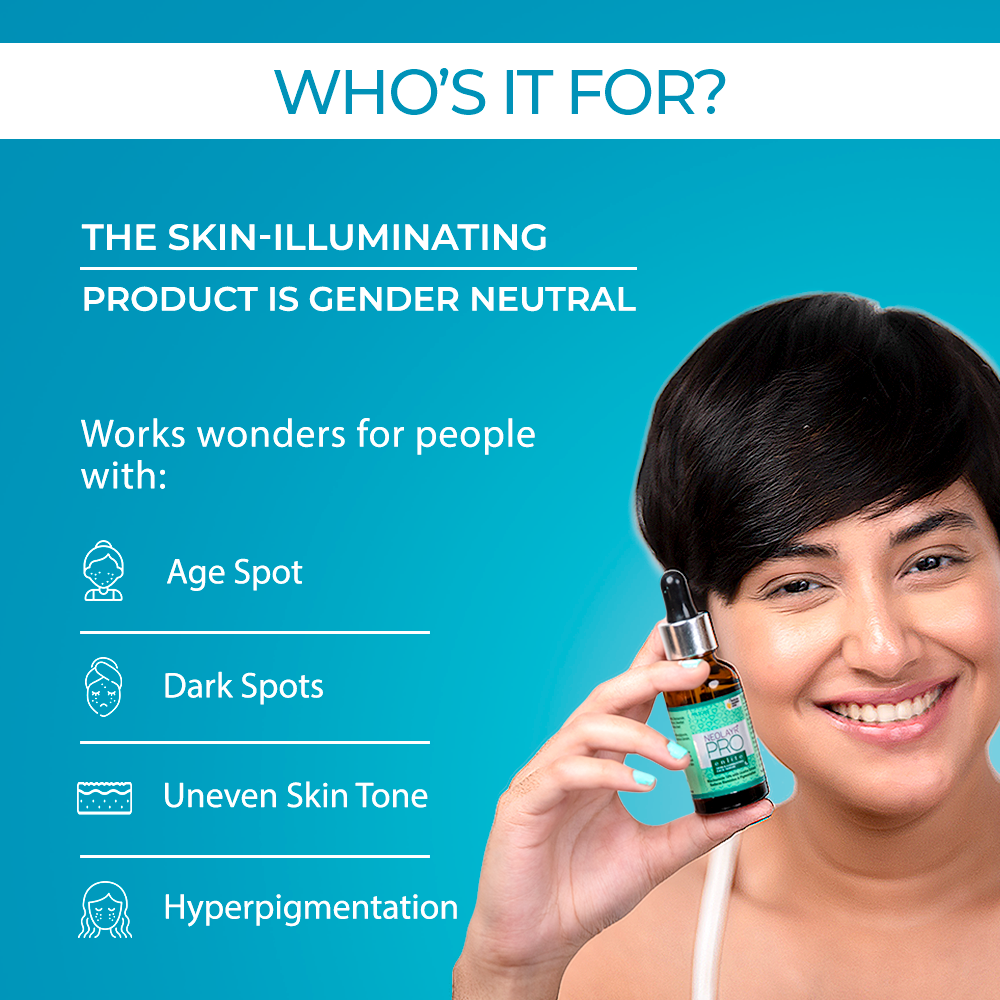 WHO'S IT FOR?
THE SKIN-ILLUMINATING
PRODUCT IS GENDER NEUTRAL
Works wonders for people
with:
Age Spot
Dark Spots
Uneven Skin Tone
Hyperpigmentation
NEOLAYR
PRO
enlite